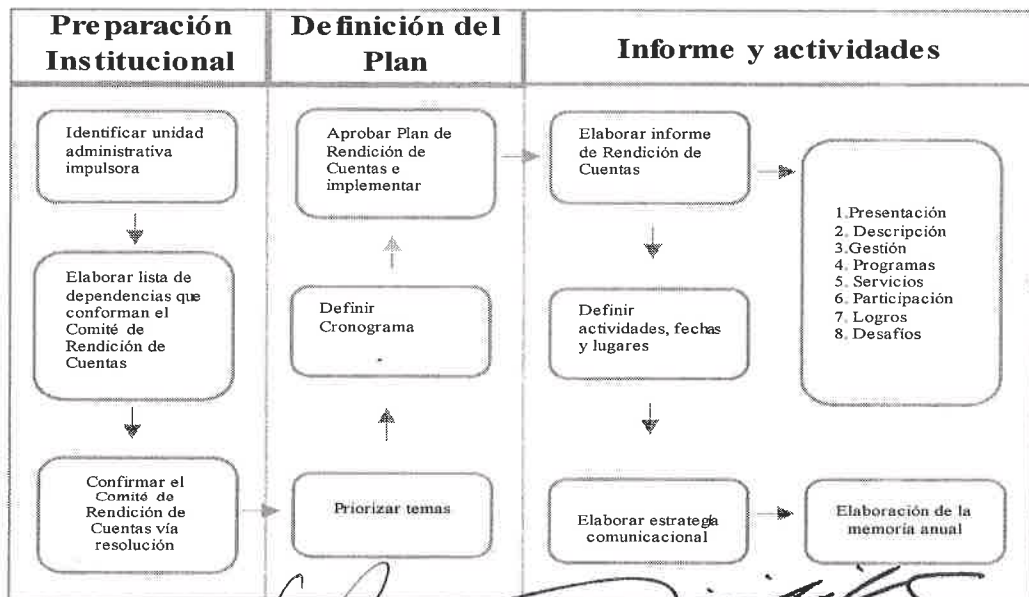 Preparación
Institucional
Definición del
Plan
Informe y actividades
Identificar unidad
administrativa
impulsora
Elaborar lista de
dependencias que
conforman el
Comité de
Rendición de
Cuentas
Confirmar el
Comité de
Rendición de
Cuentas vía
resolución
Aprobar Plan de
Rendición de
Cuentas e
implementar
Definir
Cronograma
Priorizar temas
Elaborar informe
de Rendición de
Cuentas
Definir
actividades, fechas
y lugares
Elaborar estrategia
comunicacional
1.Presentación
2. Descripción
3.Gestión
4. Programas
5. Servicios
6. Participación
7. Logros
8. Desafíos
Elaboración de la
memoria anual